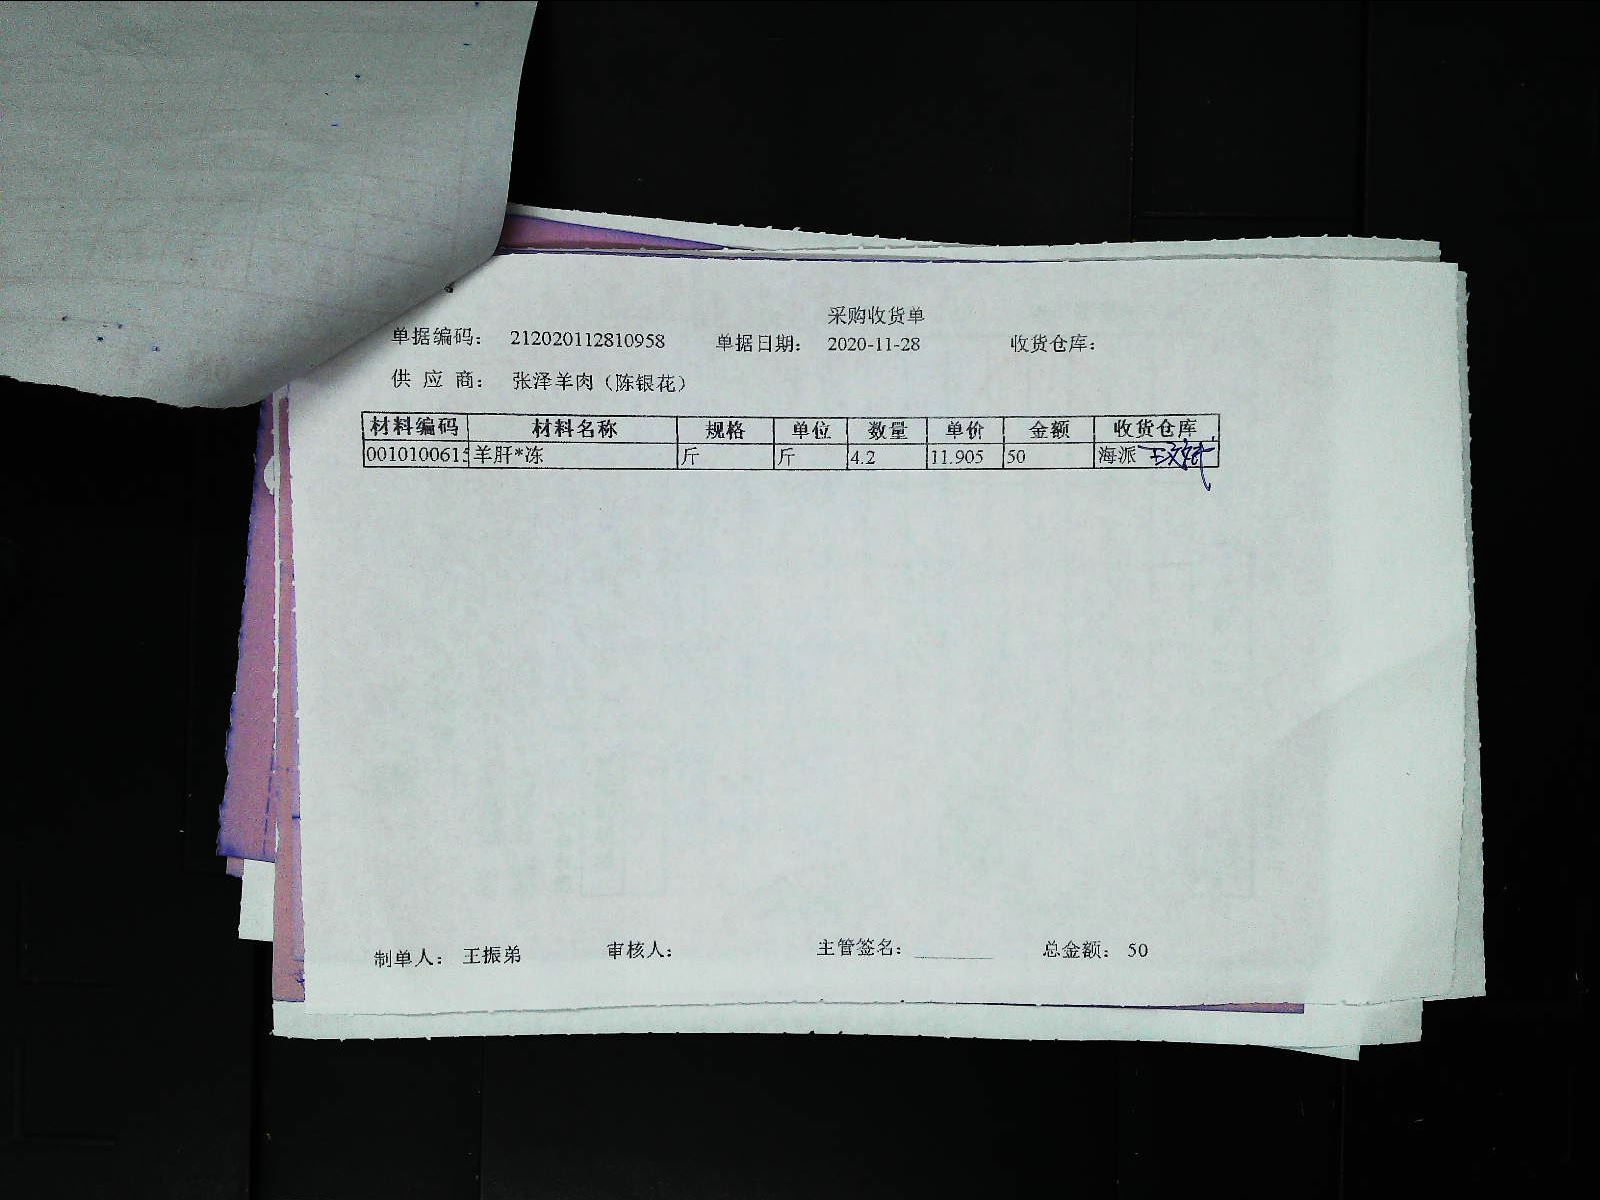 采购收货单
单据编码： 212020112810958 单据日期： 2020-11-28 收货仓库：
供 应 商： 张泽羊肉（陈银花）
材料编码 材料名称 规格 单位 数量 单价 金额 收货仓库
0010100615 羊肝*冻 斤 斤 4.2 11.905 50 海派
制单人： 王振弟 审核人： 主管签名： 总金额： 50